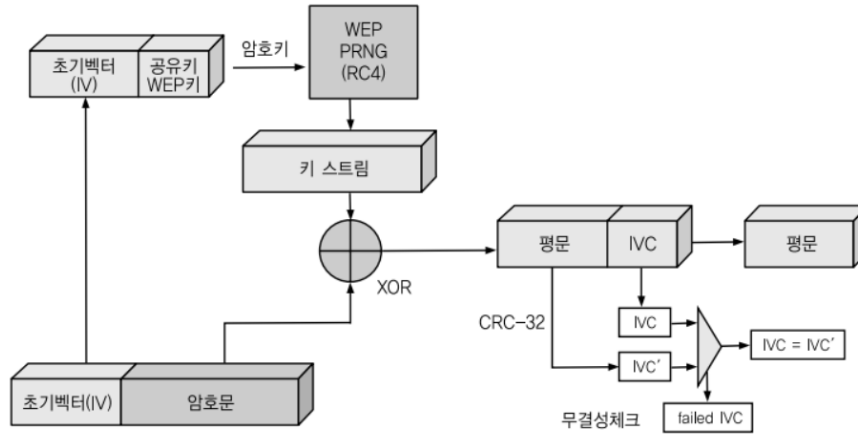 WEP
PRNG
(RC4)
암호키
초기벡터
(IV)
공유키
WEP키
키 스트림
XOR
평문
IVC
평문
CRC-32
IVC
IVC′
IVC = IVC′
초기벡터(IV)
암호문
무결성체크
failed IVC